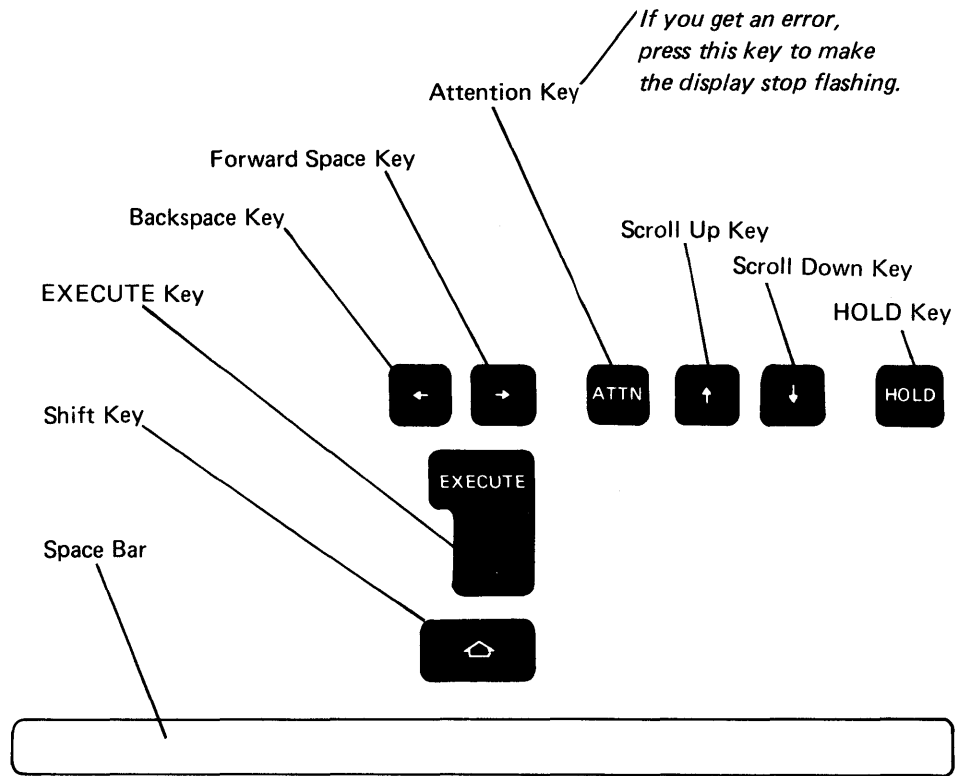 If you get an error,
press this key to make
the display stop flashing.
Attention Key
Forward Space Key
Backspace Key
Scroll Up Key
Scroll Down Key
EXECUTE Key
HOLD Key
← → ATTN ↑ ↓ HOLD
Shift Key
EXECUTE
Space Bar